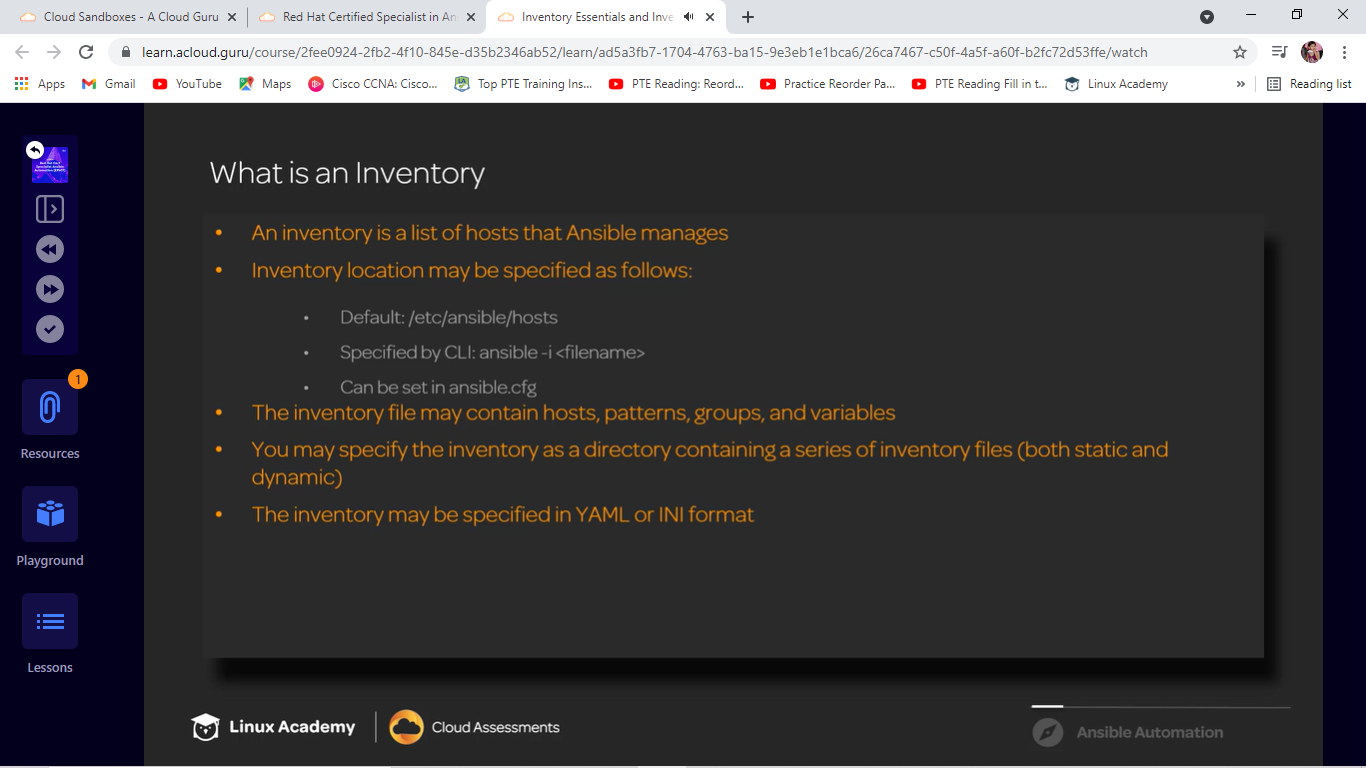 Cloud Sandboxes - A Cloud Guru
Red Hat Certified Specialist in An
Inventory Essentials and Inve
learn.acloud.guru/course/2fee0924-2fb2-4f10-845e-d35b2346ab52/learn/ad5a3fb7-1704-4763-ba15-9e3eb1e1bca6/26ca7467-c50f-4a5f-a60f-b2fc72d53ffe/watch
Apps Gmail YouTube Maps Cisco CCNA: Cisco... Top PTE Training Ins... PTE Reading: Reord... Practice Reorder Pa... PTE Reading Fill in t... Linux Academy » Reading list
1
Resources
Playground
Lessons
What is an Inventory
• An inventory is a list of hosts that Ansible manages
• Inventory location may be specified as follows:
• Default: /etc/ansible/hosts
• Specified by CLI: ansible -i <filename>
• Can be set in ansible.cfg
• The inventory file may contain hosts, patterns, groups, and variables
• You may specify the inventory as a directory containing a series of inventory files (both static and
dynamic)
• The inventory may be specified in YAML or INI format
Linux Academy | Cloud Assessments
Ansible Automation